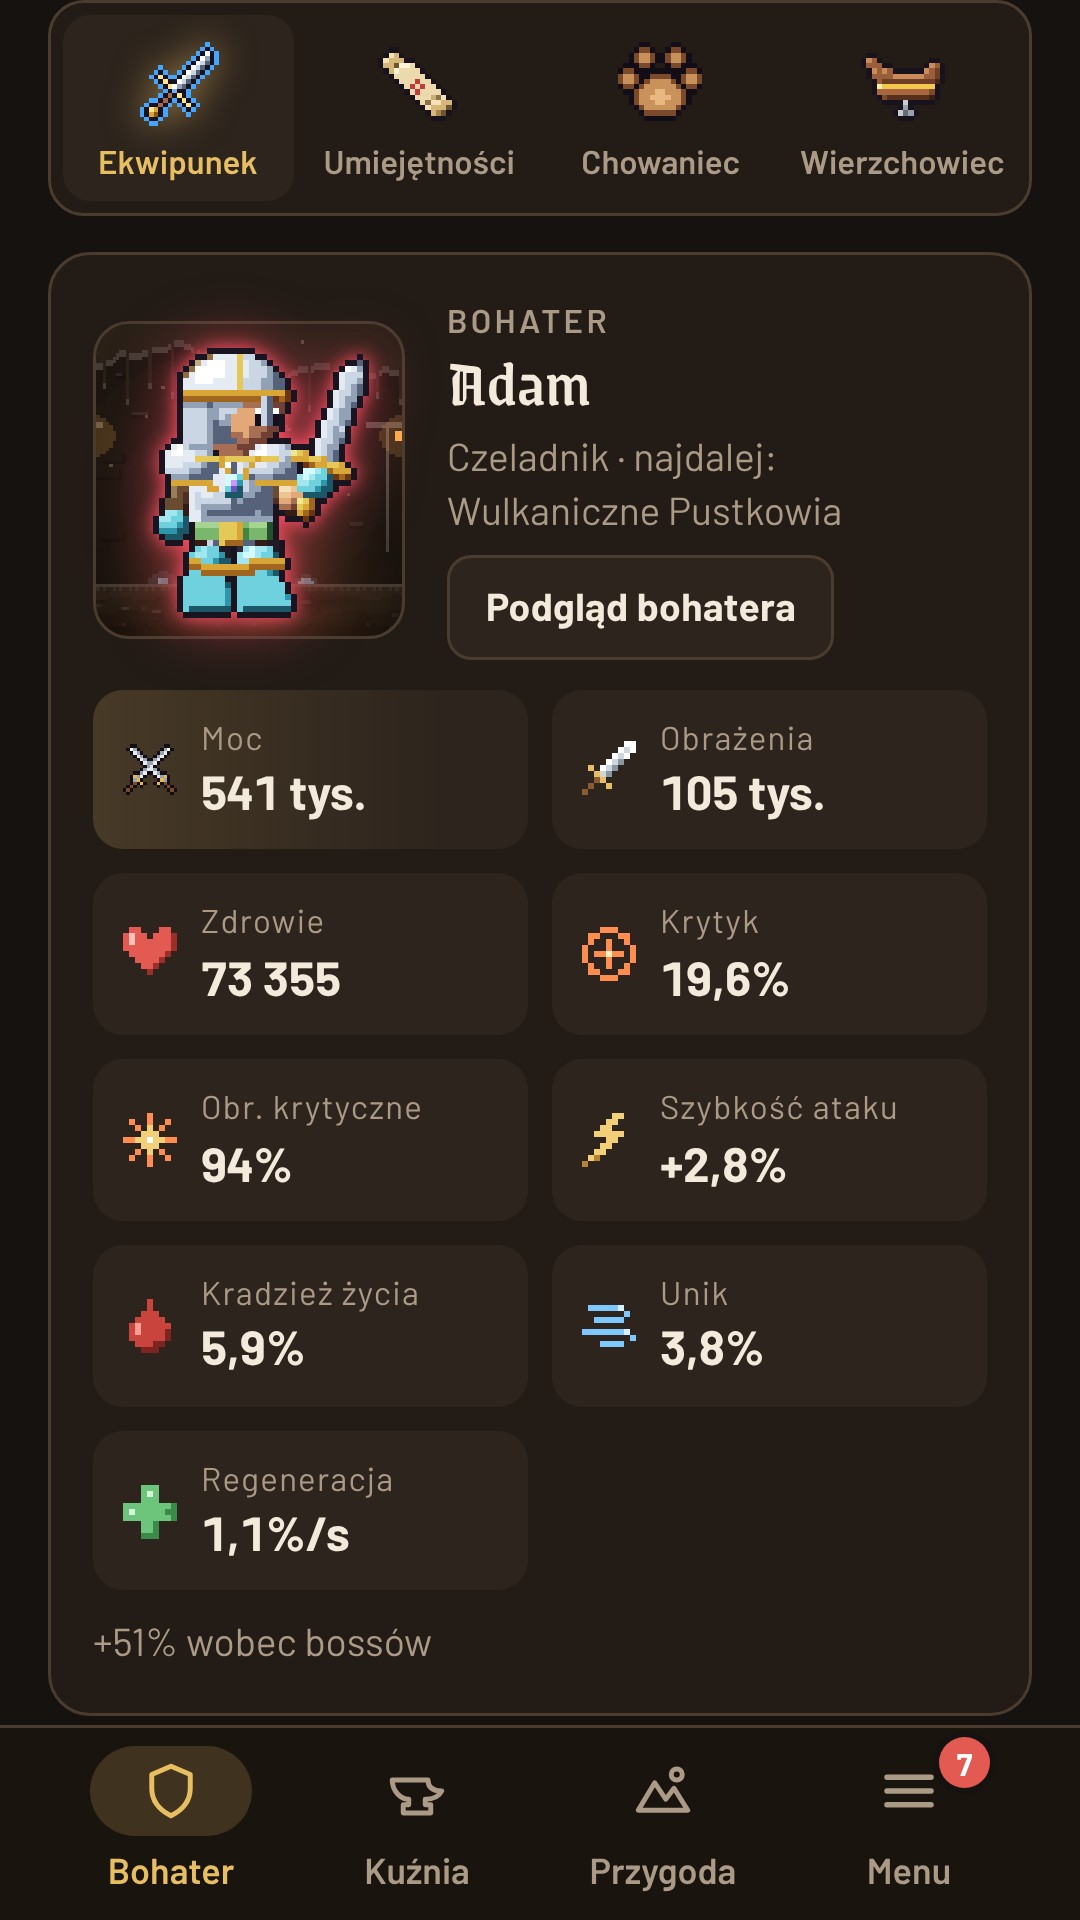 Ekwipunek
Umiejętności
Chowaniec
Wierzchowiec
BOHATER
Adam
Czeladnik · najdalej:
Wulkaniczne Pustkowia
Podgląd bohatera
Moc
541 tys.
Obrażenia
105 tys.
Zdrowie
73 355
Krytyk
19,6%
Obr. krytyczne
94%
Szybkość ataku
+2,8%
Kradzież życia
5,9%
Unik
3,8%
Regeneracja
1,1%/s
+51% wobec bossów
7
Bohater
Kuźnia
Przygoda
Menu